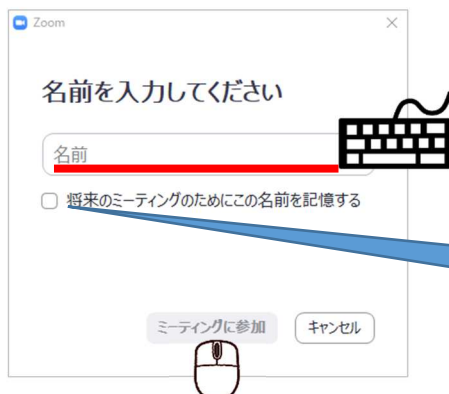 Zoom
名前を入力してください
名前
将来のミーティングのためにこの名前を記憶する
ミーティングに参加
キャンセル